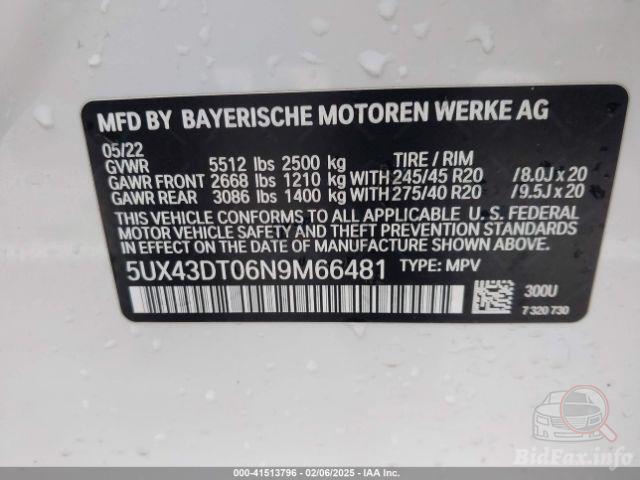 MFD BY BAYERISCHE MOTOREN WERKE AG
05/22
GVWR 5512 lbs 2500 kg TIRE / RIM
GAWR FRONT 2668 lbs 1210 kg WITH 245/45 R20 /8.0J x 20
GAWR REAR 3086 lbs 1400 kg WITH 275/40 R20 /9.5J x 20
THIS VEHICLE CONFORMS TO ALL APPLICABLE U.S. FEDERAL
MOTOR VEHICLE SAFETY AND THEFT PREVENTION STANDARDS
IN EFFECT ON THE DATE OF MANUFACTURE SHOWN ABOVE.
5UX43DT06N9M66481 TYPE: MPV
300U
7 320 730
BidFax.info
000-41513796 - 02/06/2025 - IAA Inc.